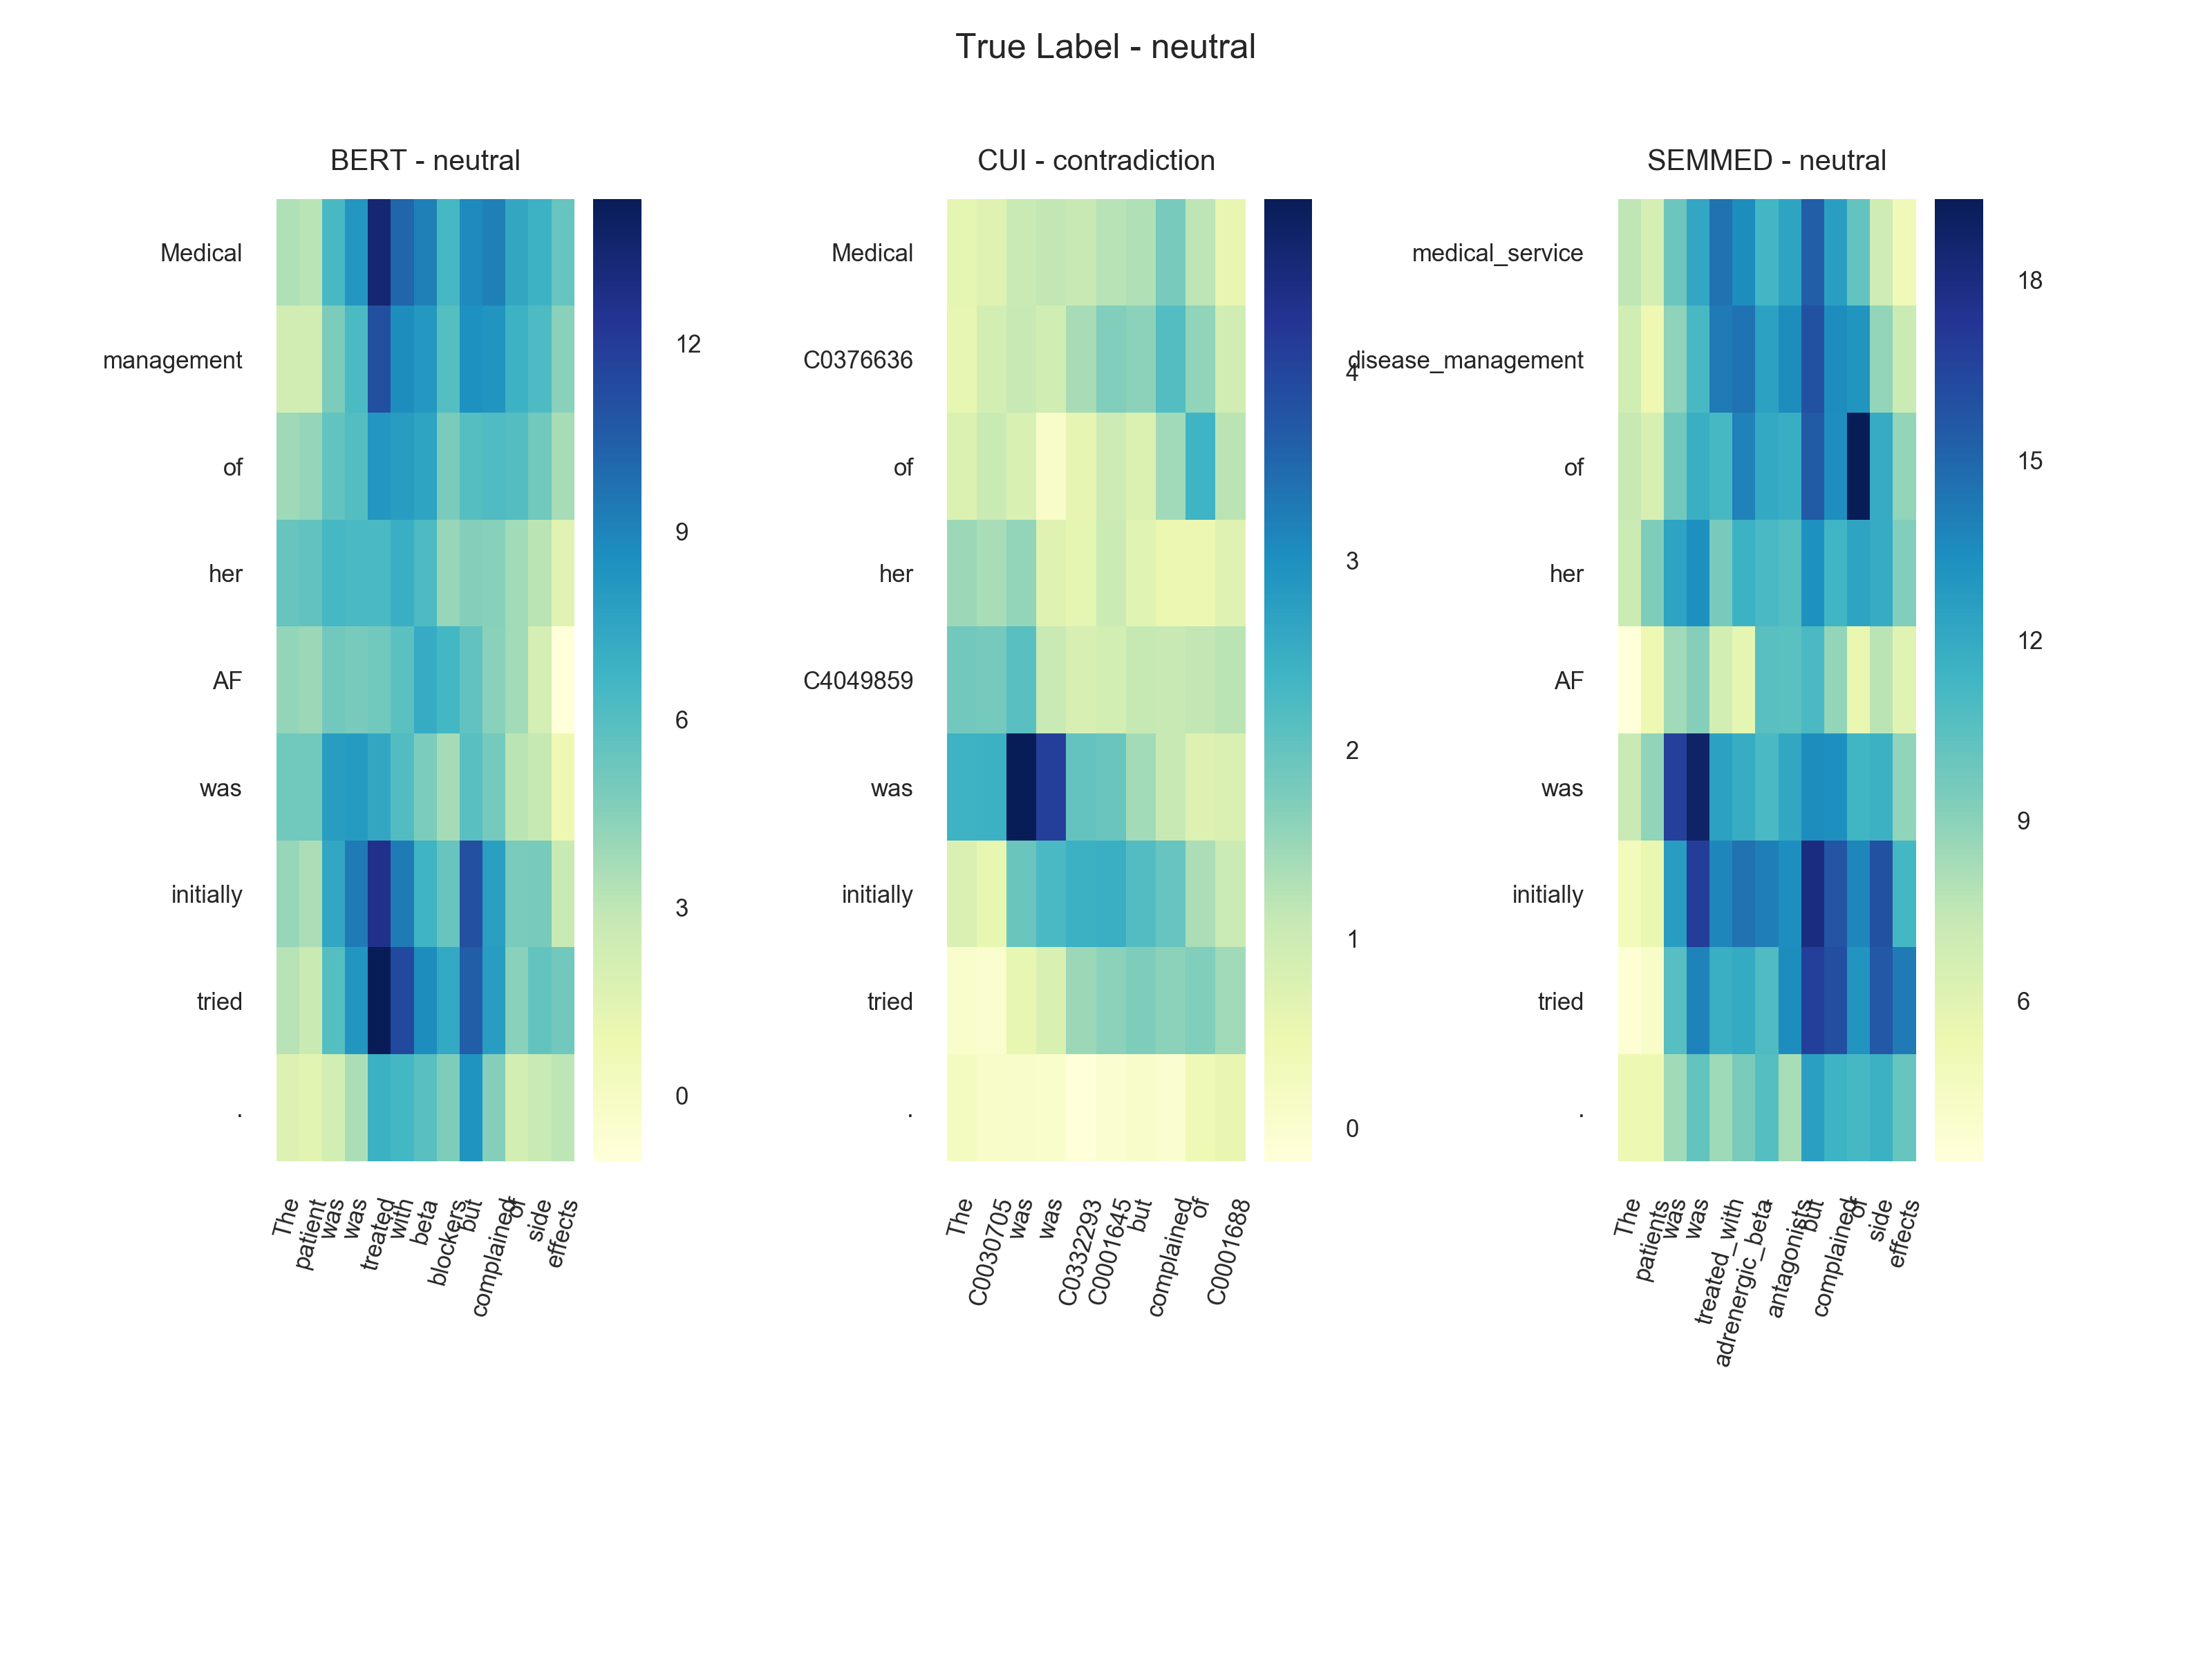 True Label - neutral
BERT - neutral
Medical
management
of
her
AF
was
initially
tried
.
12
9
6
3
0
The
patient
was
was
treated
with
beta
blockers
but
complained
of
side
effects
CUI - contradiction
Medical
C0376636
of
her
C4049859
was
initially
tried
.
4
3
2
1
0
The
C0030705
was
was
C0332293
C0001645
but
complained
of
C0001688
SEMMED - neutral
medical_service
disease_management
of
her
AF
was
initially
tried
.
18
15
12
9
6
The
patients
was
was
treated_with
adrenergic_beta
-
antagonists
but
complained
of
side
effects